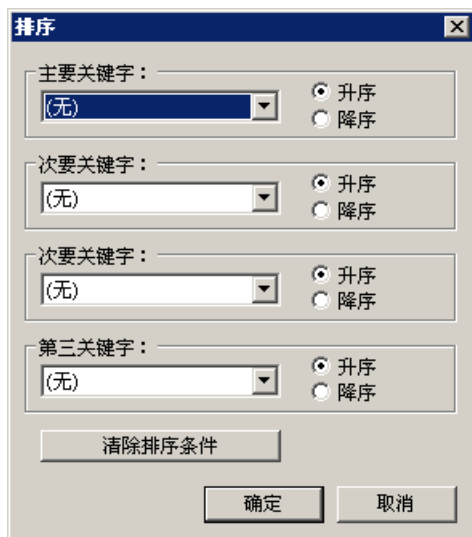 排序
主要关键字：
(无)
升序
降序
次要关键字：
(无)
升序
降序
次要关键字：
(无)
升序
降序
第三关键字：
(无)
升序
降序
清除排序条件
确定
取消